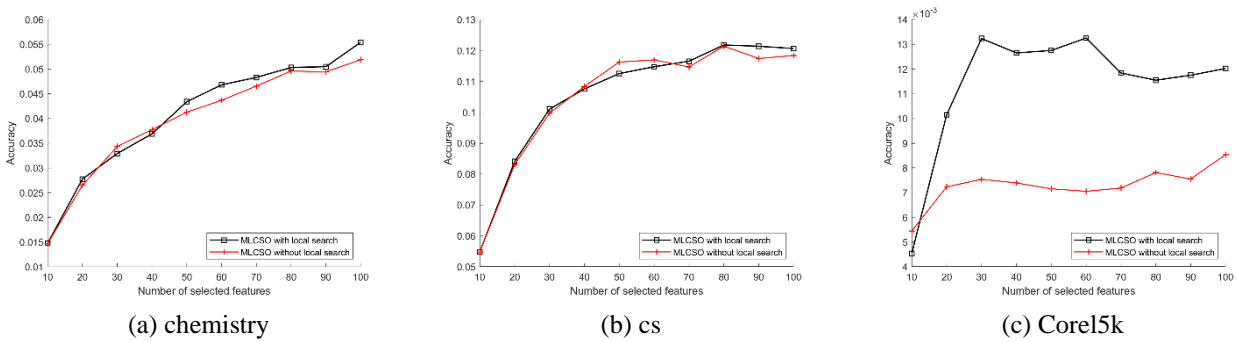 0.06
0.055
0.05
0.045
0.04
0.035
0.03
0.025
0.02
0.015
0.01
Accuracy
10 20 30 40 50 60 70 80 90 100
Number of selected features
MLCSO with local search
MLCSO without local search
(a) chemistry
0.13
0.12
0.11
0.1
0.09
0.08
0.07
0.06
0.05
Accuracy
10 20 30 40 50 60 70 80 90 100
Number of selected features
MLCSO with local search
MLCSO without local search
(b) cs
×10⁻³
14
13
12
11
10
9
8
7
6
5
4
Accuracy
10 20 30 40 50 60 70 80 90 100
Number of selected features
MLCSO with local search
MLCSO without local search
(c) Corel5k